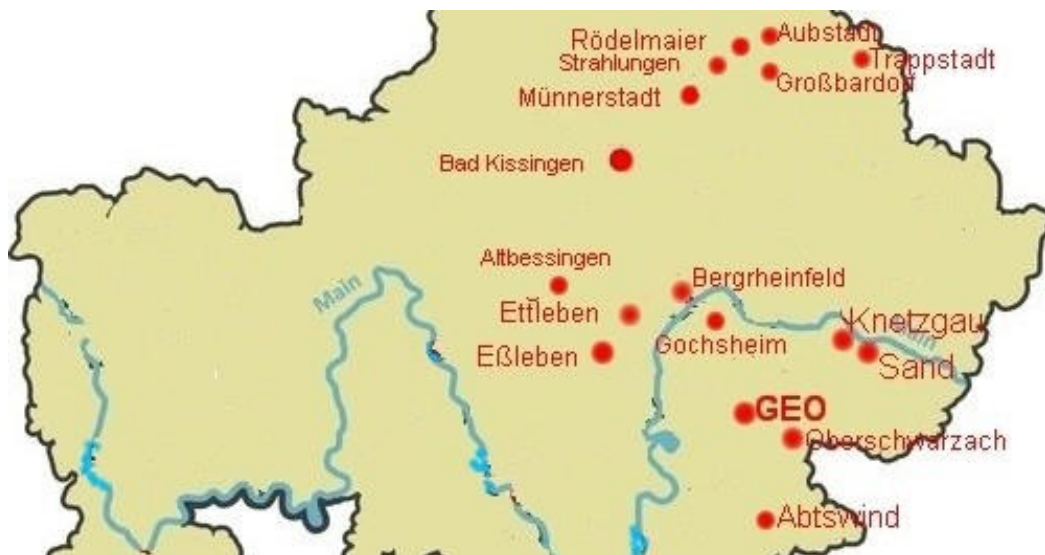 Aubstadt
Rödelmaier
Trappstadt
Strahlungen
Großbardorf
Münnerstadt
Bad Kissingen
Altbessingen
Bergrheinfeld
Main
Ettleben
Knetzgau
Main
Gochsheim
Eßleben
Sand
GEO
Oberschwarzach
Abtswind